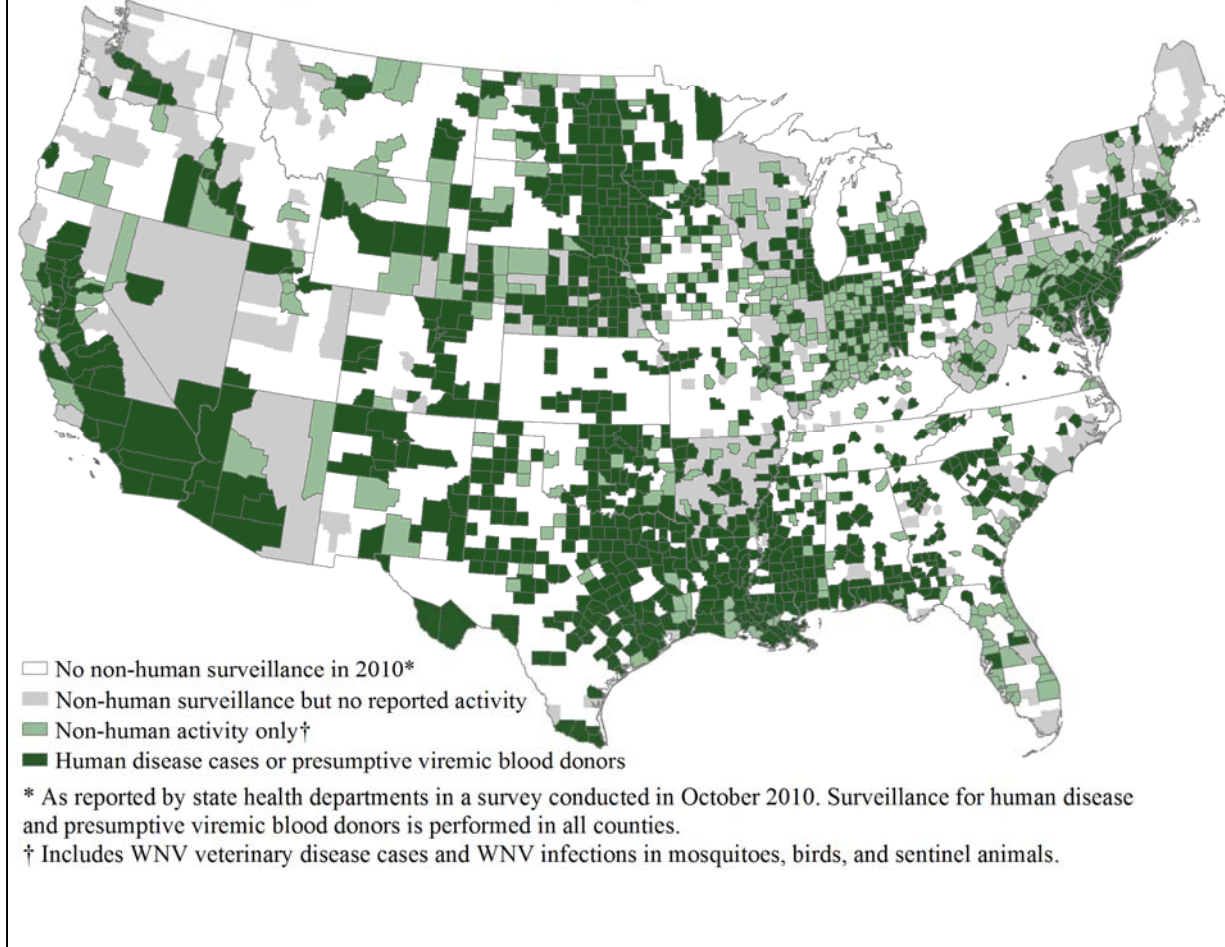 No non-human surveillance in 2010*
Non-human surveillance but no reported activity
Non-human activity only†
Human disease cases or presumptive viremic blood donors
* As reported by state health departments in a survey conducted in October 2010. Surveillance for human disease
and presumptive viremic blood donors is performed in all counties.
† Includes WNV veterinary disease cases and WNV infections in mosquitoes, birds, and sentinel animals.